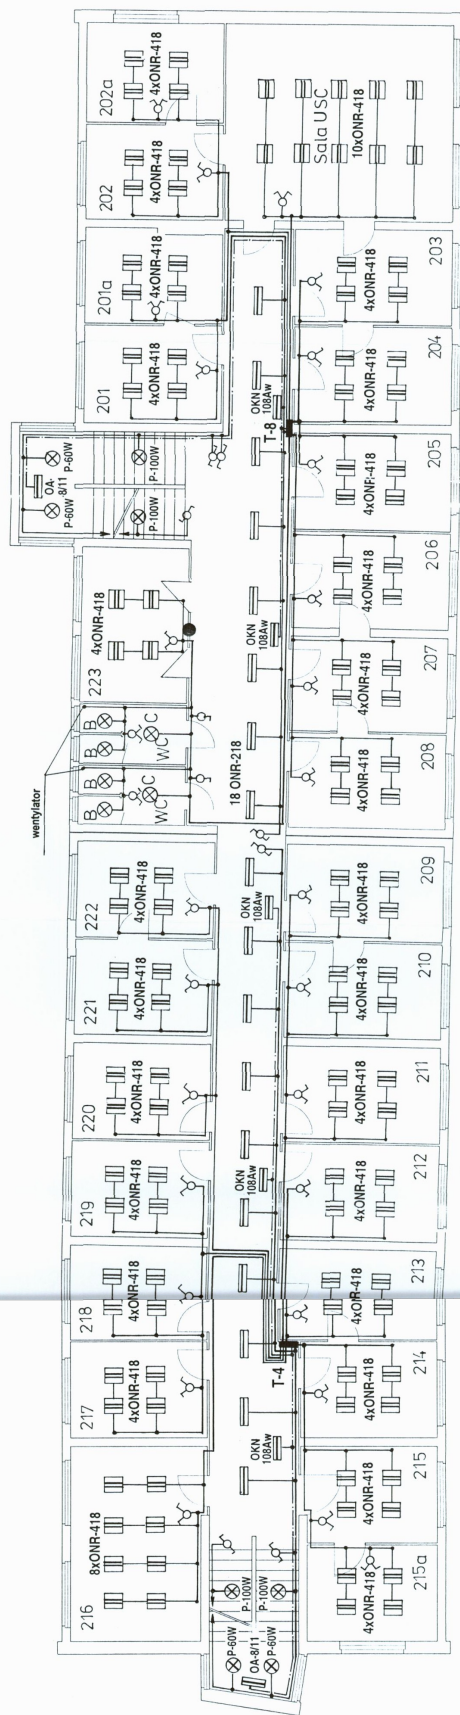 216
8xONR-418
217
4xONR-418
218
4xONR-418
219
4xONR-418
220
4xONR-418
221
4xONR-418
222
4xONR-418
wentylator
B
B
WC
C
B
B
WC
C
223
4xONR-418
P-60W
P-60W
OA-
-8/11
P-100W
P-100W
201
4xONR-418
201a
4xONR-418
202
4xONR-418
202a
4xONR-418
Sala USC
10xONR-418
P-60W
P-60W
OA-8/11
P-100W
P-100W
OKN
108Aw
T-4
OKN
108Aw
OKN
108Aw
18 ONR-218
OKN
108Aw
OKN
108Aw
T-8
215a
4xONR-418
215
4xONR-418
214
4xONR-418
213
4xONR-418
212
4xONR-418
211
4xONR-418
210
4xONR-418
209
4xONR-418
208
4xONR-418
207
4xONR-418
206
4xONR-418
205
4xONR-418
204
4xONR-418
203
4xONR-418